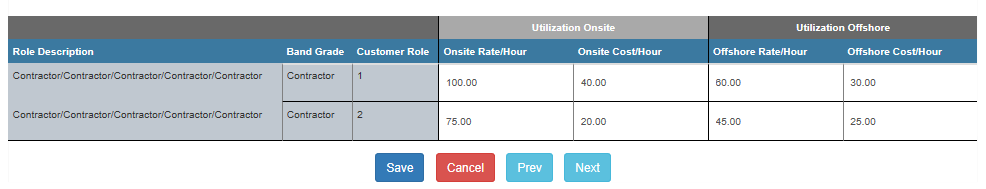 Utilization Onsite Utilization Offshore
Role Description Band Grade Customer Role Onsite Rate/Hour Onsite Cost/Hour Offshore Rate/Hour Offshore Cost/Hour
Contractor/Contractor/Contractor/Contractor/Contractor Contractor 1 100.00 40.00 60.00 30.00
Contractor/Contractor/Contractor/Contractor/Contractor Contractor 2 75.00 20.00 45.00 25.00
Save Cancel Prev Next